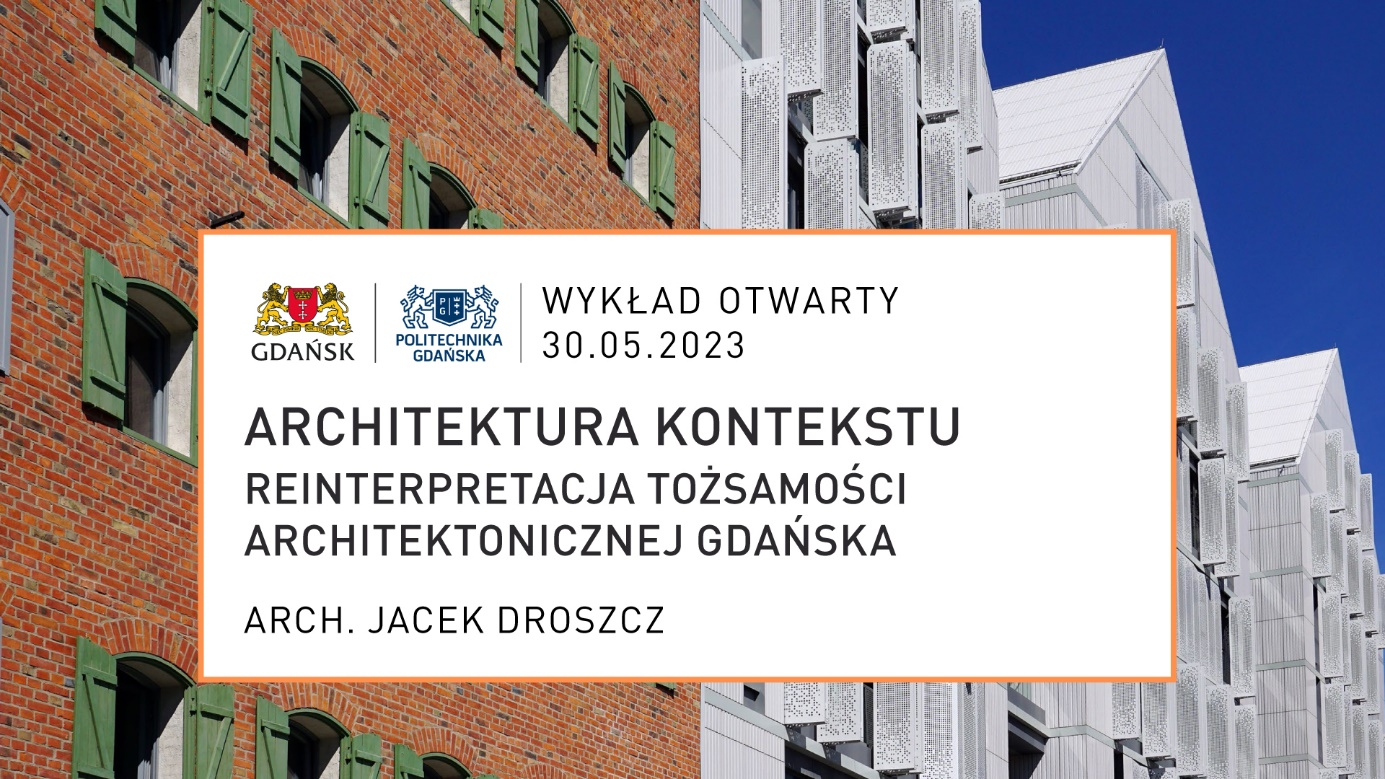 GDAŃSK
P G
POLITECHNIKA
GDAŃSKA
WYKŁAD OTWARTY
30.05.2023
ARCHITEKTURA KONTEKSTU
REINTERPRETACJA TOŻSAMOŚCI
ARCHITEKTONICZNEJ GDAŃSKA
ARCH. JACEK DROSZCZ